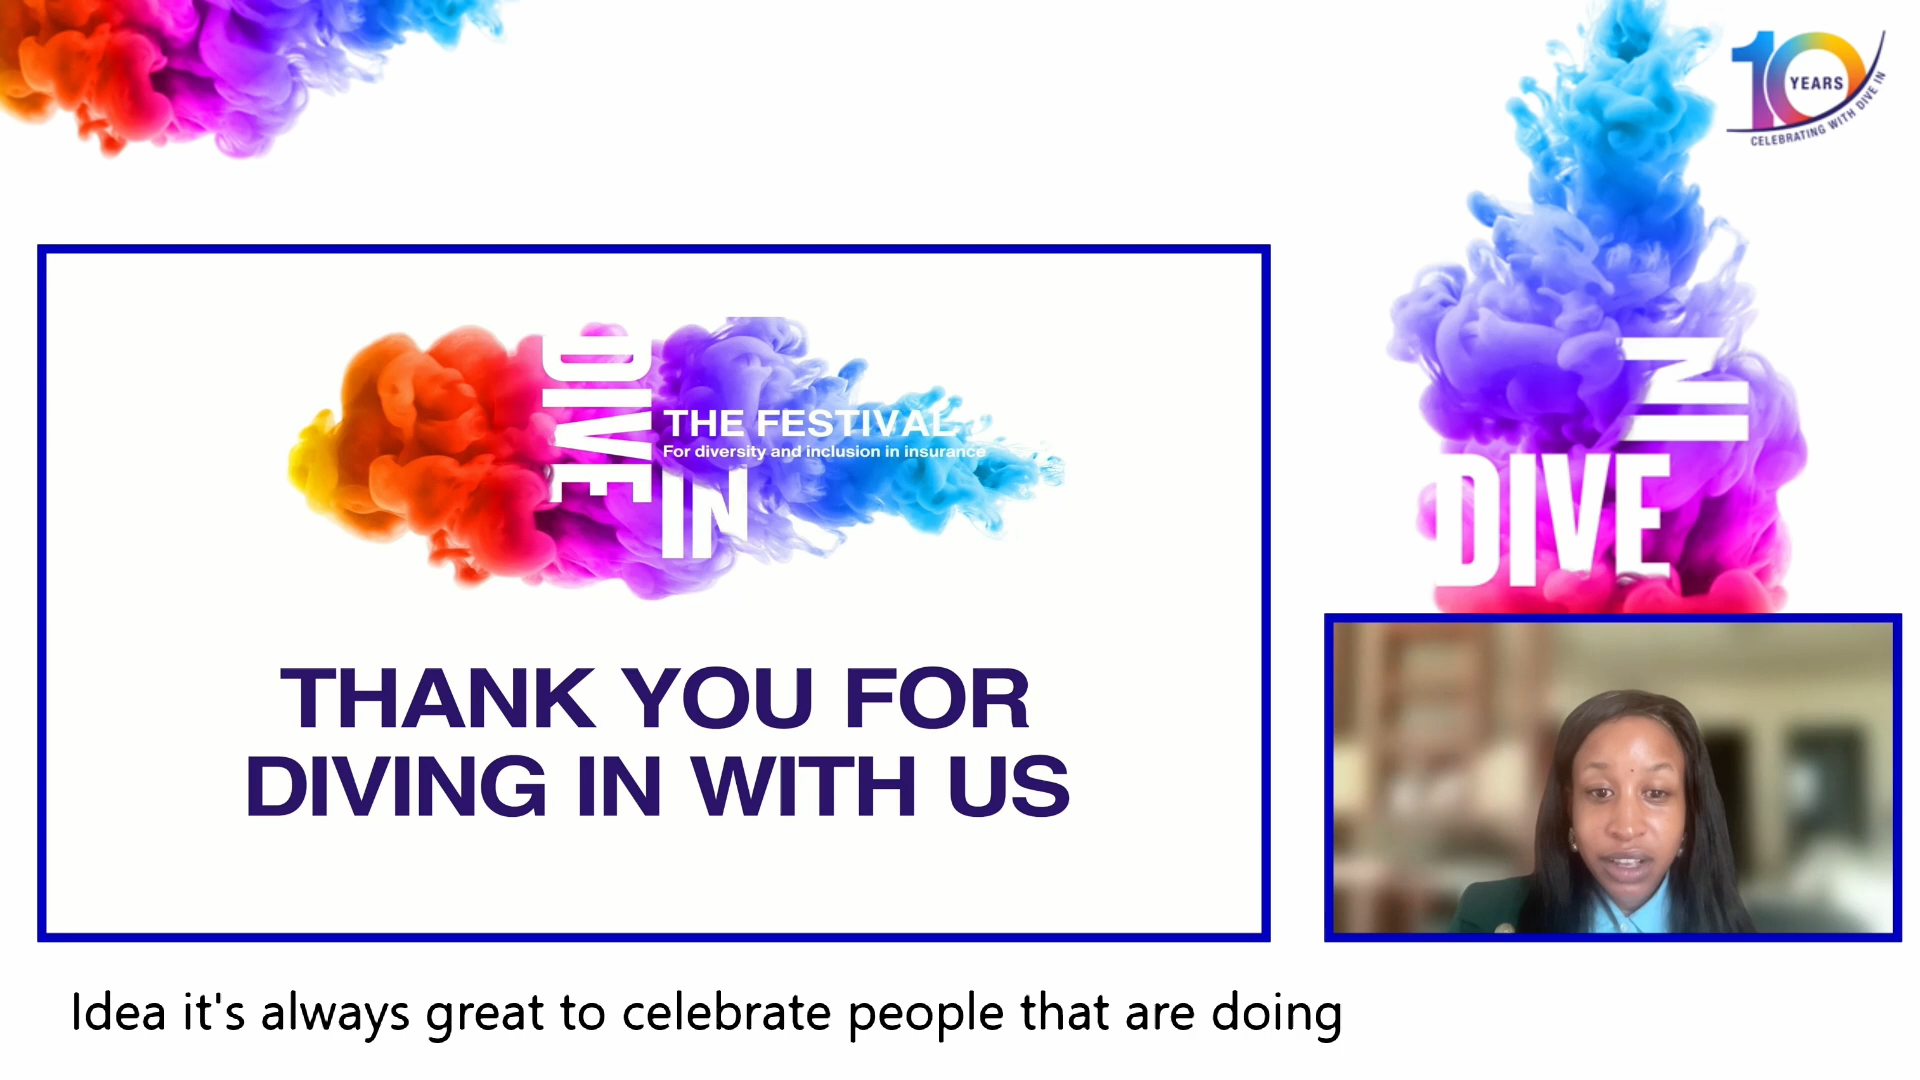 10
YEARS
CELEBRATING WITH DIVE IN
DIVE
THE FESTIVAL
For diversity and inclusion in insurance
IN
IN
DIVE
THANK YOU FOR
DIVING IN WITH US
Idea it's always great to celebrate people that are doing